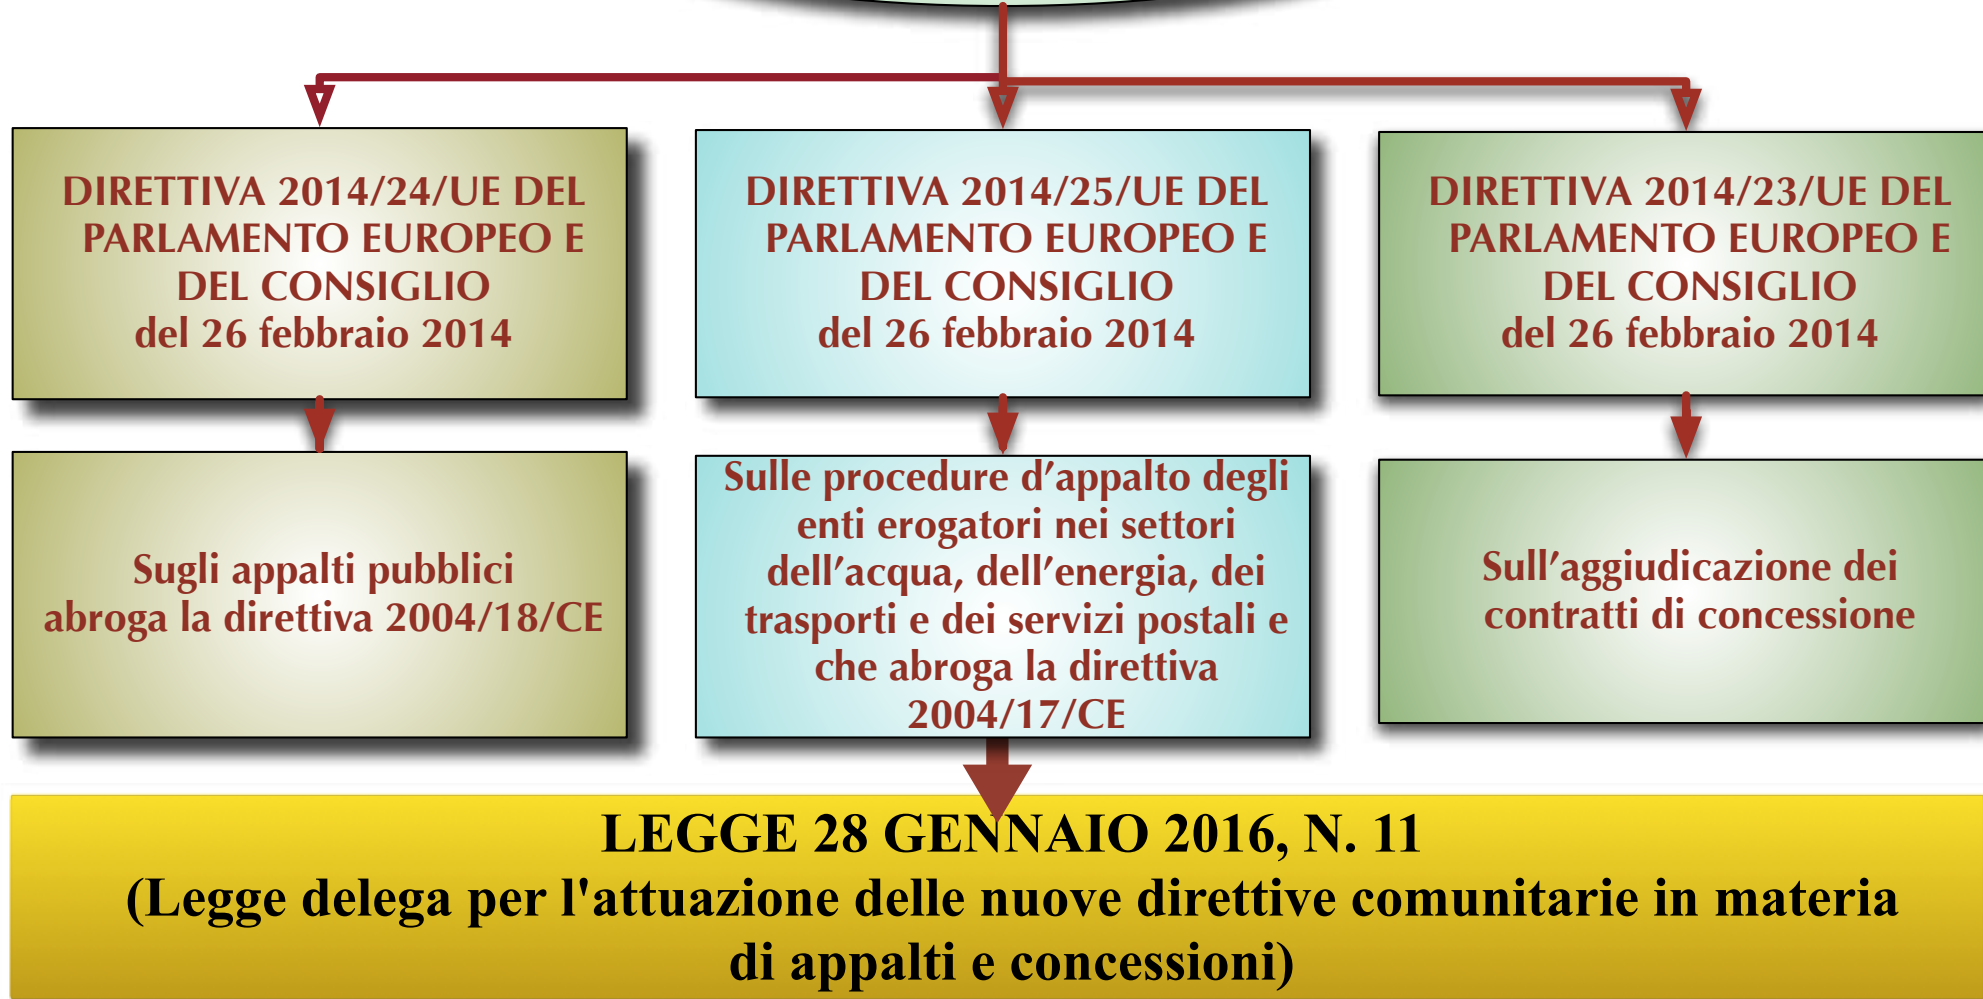 DIRETTIVA 2014/24/UE DEL
PARLAMENTO EUROPEO E
DEL CONSIGLIO
del 26 febbraio 2014
DIRETTIVA 2014/25/UE DEL
PARLAMENTO EUROPEO E
DEL CONSIGLIO
del 26 febbraio 2014
DIRETTIVA 2014/23/UE DEL
PARLAMENTO EUROPEO E
DEL CONSIGLIO
del 26 febbraio 2014
Sugli appalti pubblici
abroga la direttiva 2004/18/CE
Sulle procedure d’appalto degli
enti erogatori nei settori
dell’acqua, dell’energia, dei
trasporti e dei servizi postali e
che abroga la direttiva
2004/17/CE
Sull’aggiudicazione dei
contratti di concessione
LEGGE 28 GENNAIO 2016, N. 11
(Legge delega per l'attuazione delle nuove direttive comunitarie in materia
di appalti e concessioni)